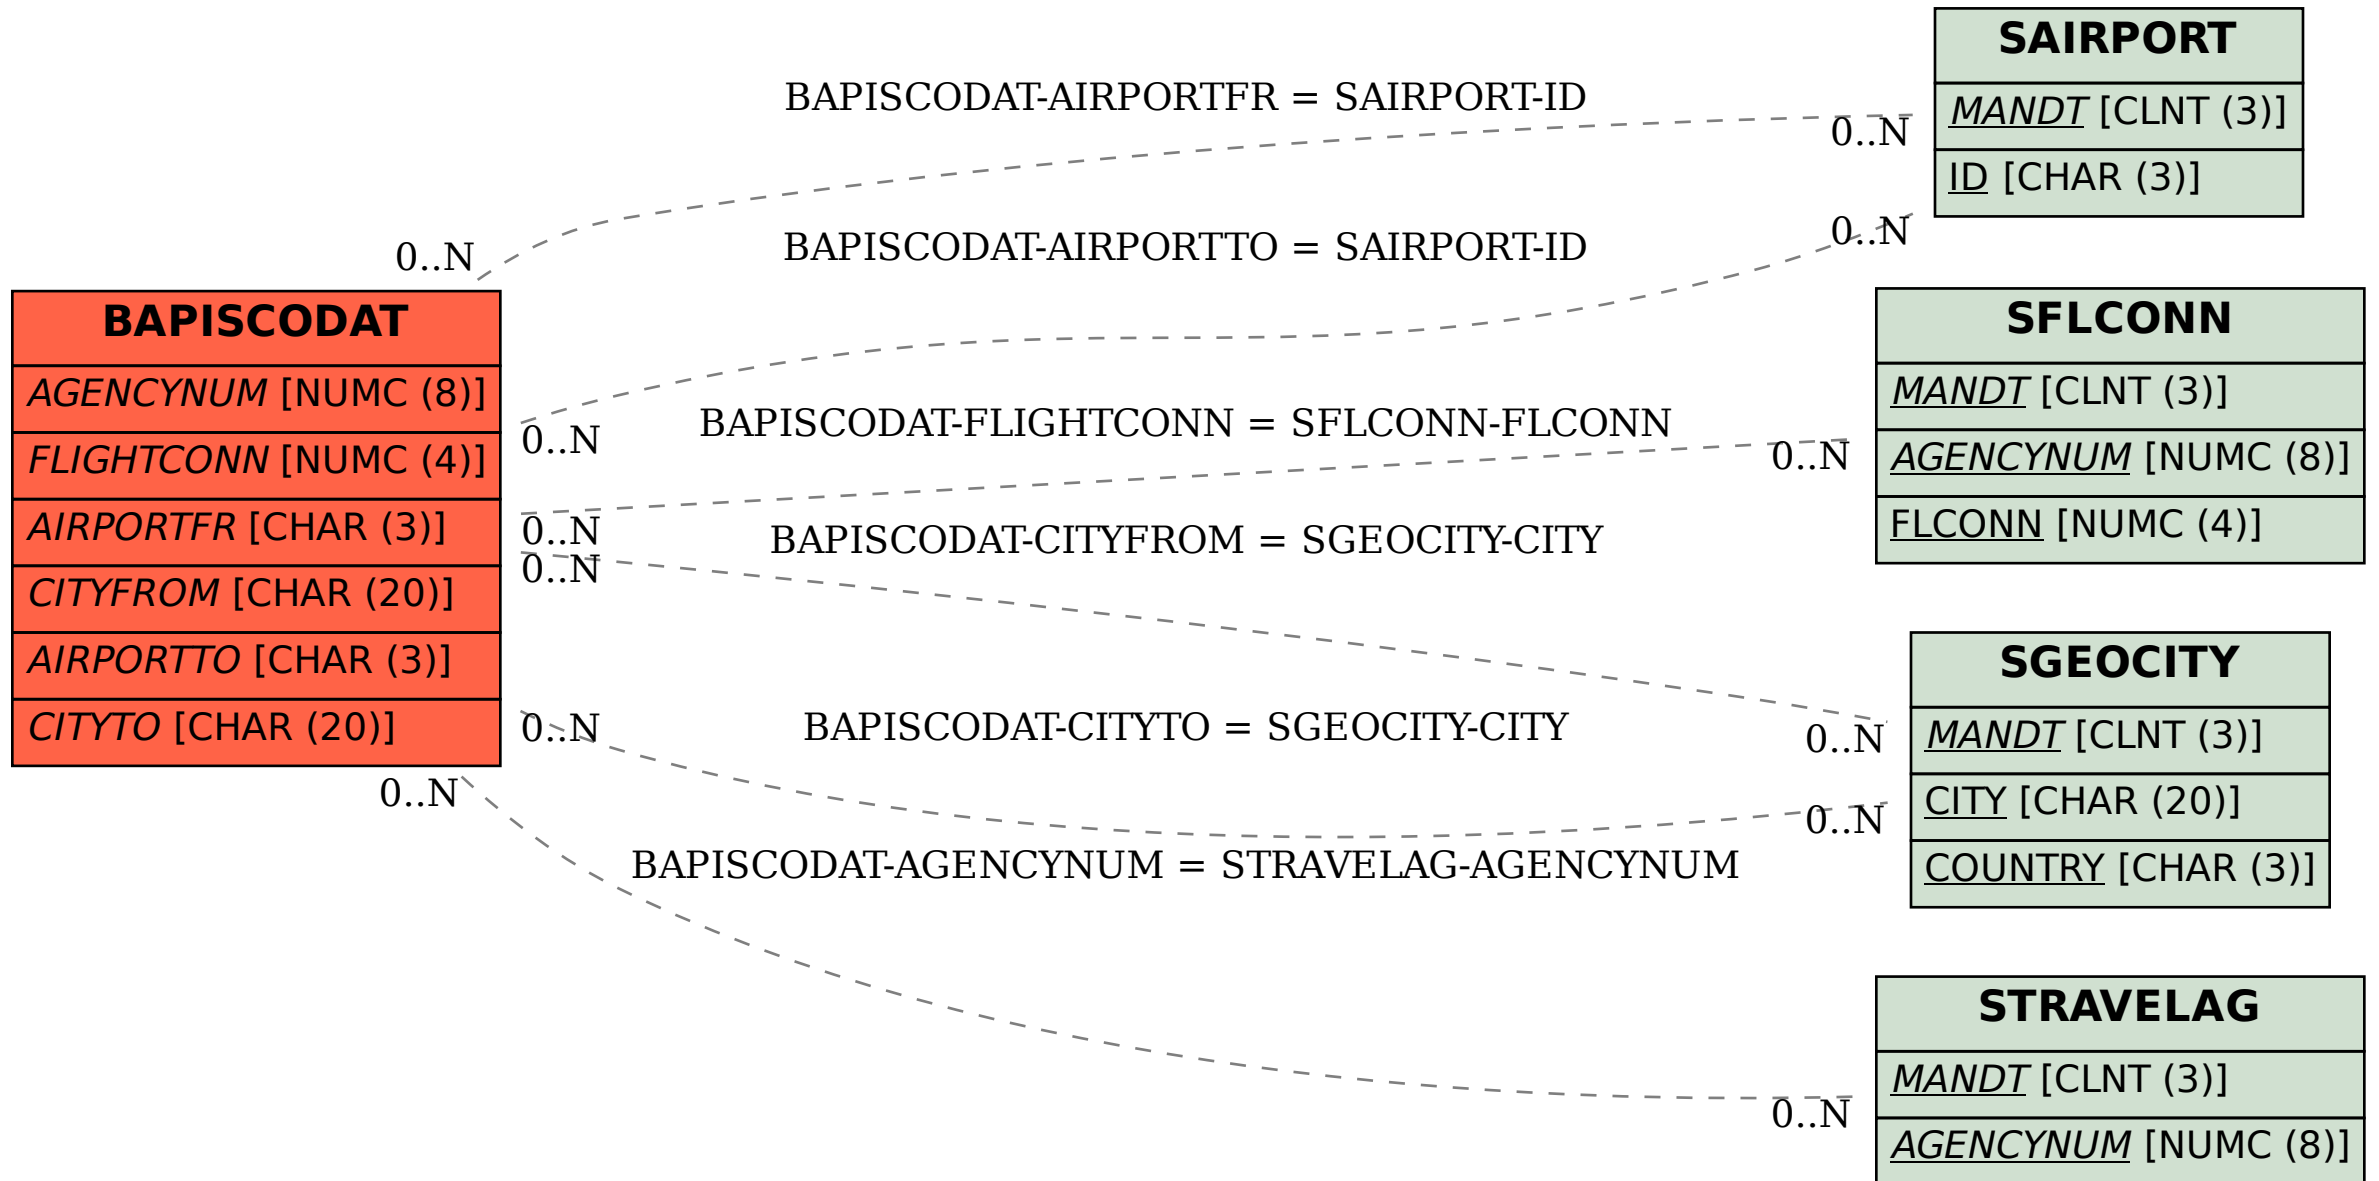 SAIRPORT
MANDT [CLNT (3)]
ID [CHAR (3)]
BAPISCODAT-AIRPORTFR = SAIRPORT-ID
0..N
0..N
BAPISCODAT-AIRPORTTO = SAIRPORT-ID
0..N
0..N
BAPISCODAT
AGENCYNUM [NUMC (8)]
FLIGHTCONN [NUMC (4)]
AIRPORTFR [CHAR (3)]
CITYFROM [CHAR (20)]
AIRPORTTO [CHAR (3)]
CITYTO [CHAR (20)]
SFLCONN
MANDT [CLNT (3)]
AGENCYNUM [NUMC (8)]
FLCONN [NUMC (4)]
BAPISCODAT-FLIGHTCONN = SFLCONN-FLCONN
0..N
0..N
BAPISCODAT-CITYFROM = SGEOCITY-CITY
0..N
0..N
SGEOCITY
MANDT [CLNT (3)]
CITY [CHAR (20)]
COUNTRY [CHAR (3)]
BAPISCODAT-CITYTO = SGEOCITY-CITY
0..N
0..N
BAPISCODAT-AGENCYNUM = STRAVELAG-AGENCYNUM
0..N
0..N
STRAVELAG
MANDT [CLNT (3)]
AGENCYNUM [NUMC (8)]